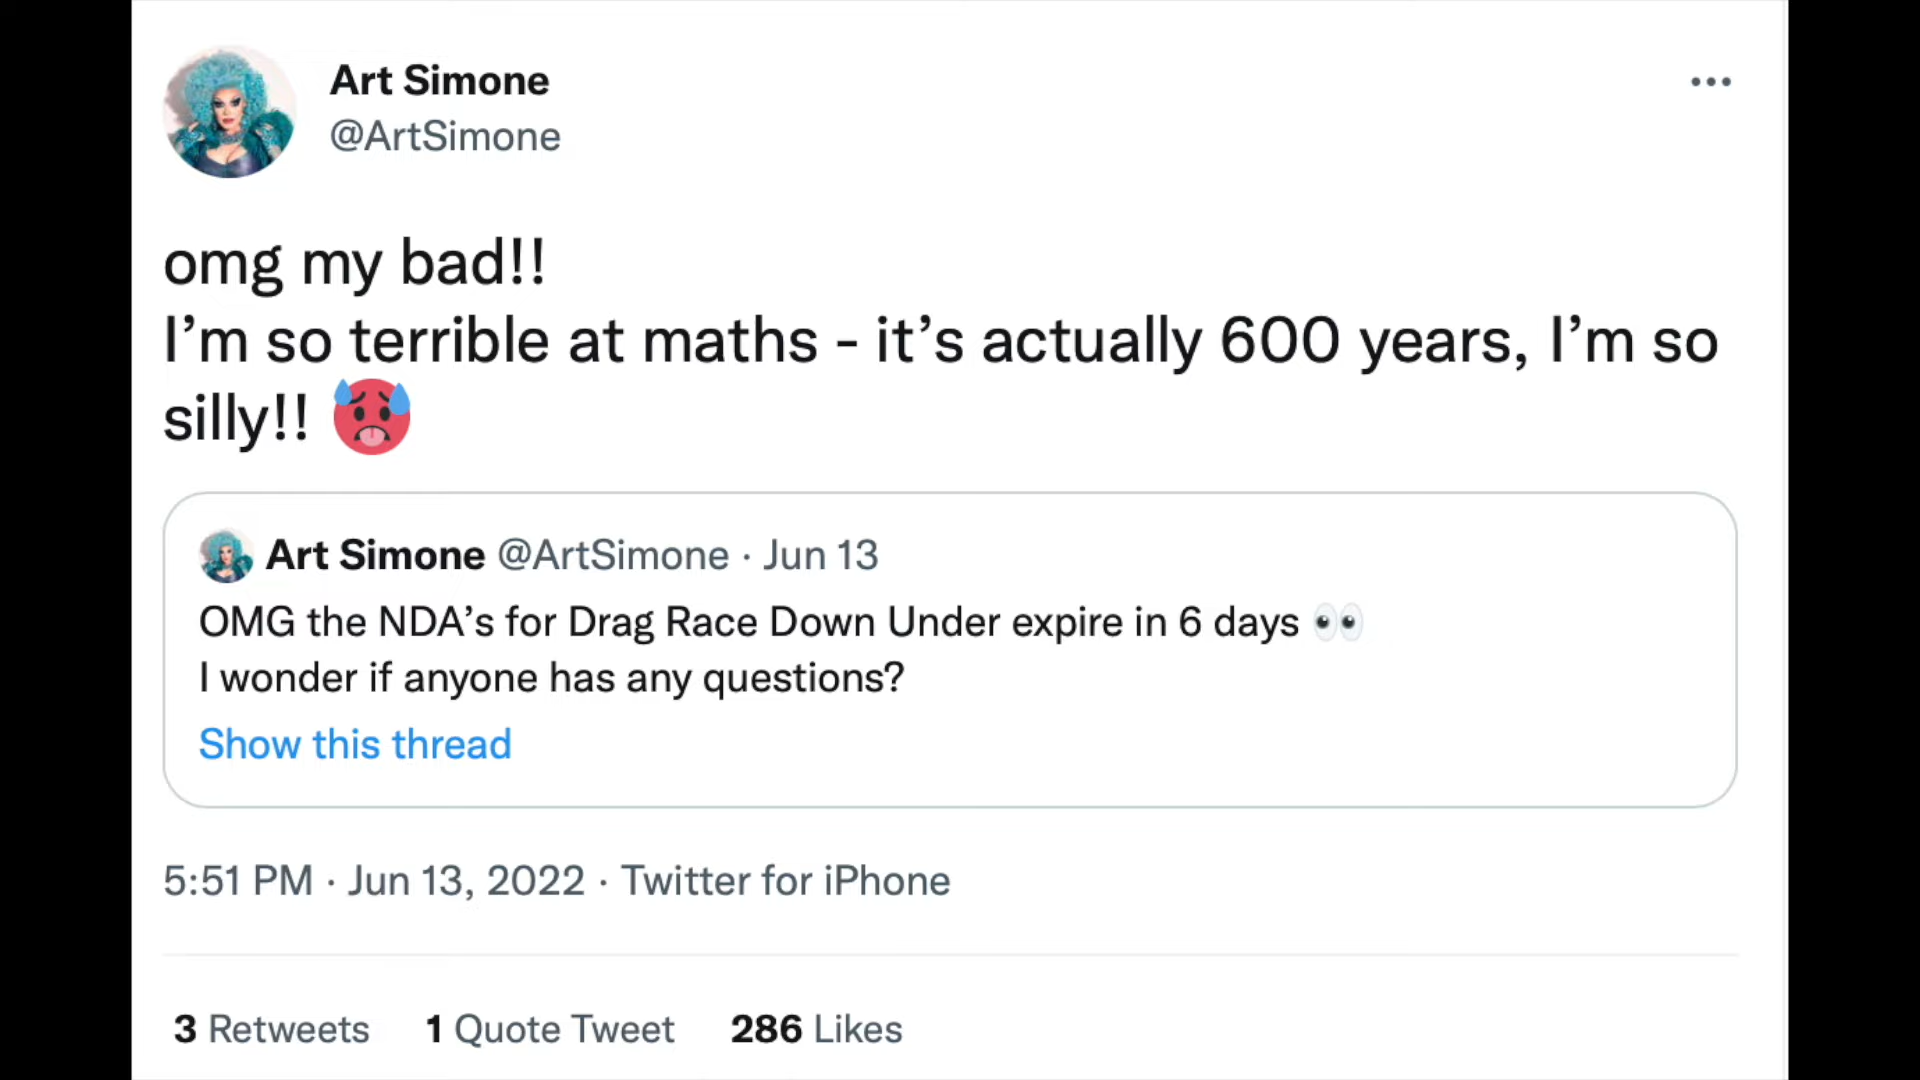 Art Simone
@ArtSimone
omg my bad!!
I’m so terrible at maths - it’s actually 600 years, I’m so
silly!! 🥵
Art Simone @ArtSimone · Jun 13
OMG the NDA’s for Drag Race Down Under expire in 6 days 👀
I wonder if anyone has any questions?
Show this thread
5:51 PM · Jun 13, 2022 · Twitter for iPhone
3 Retweets 1 Quote Tweet 286 Likes